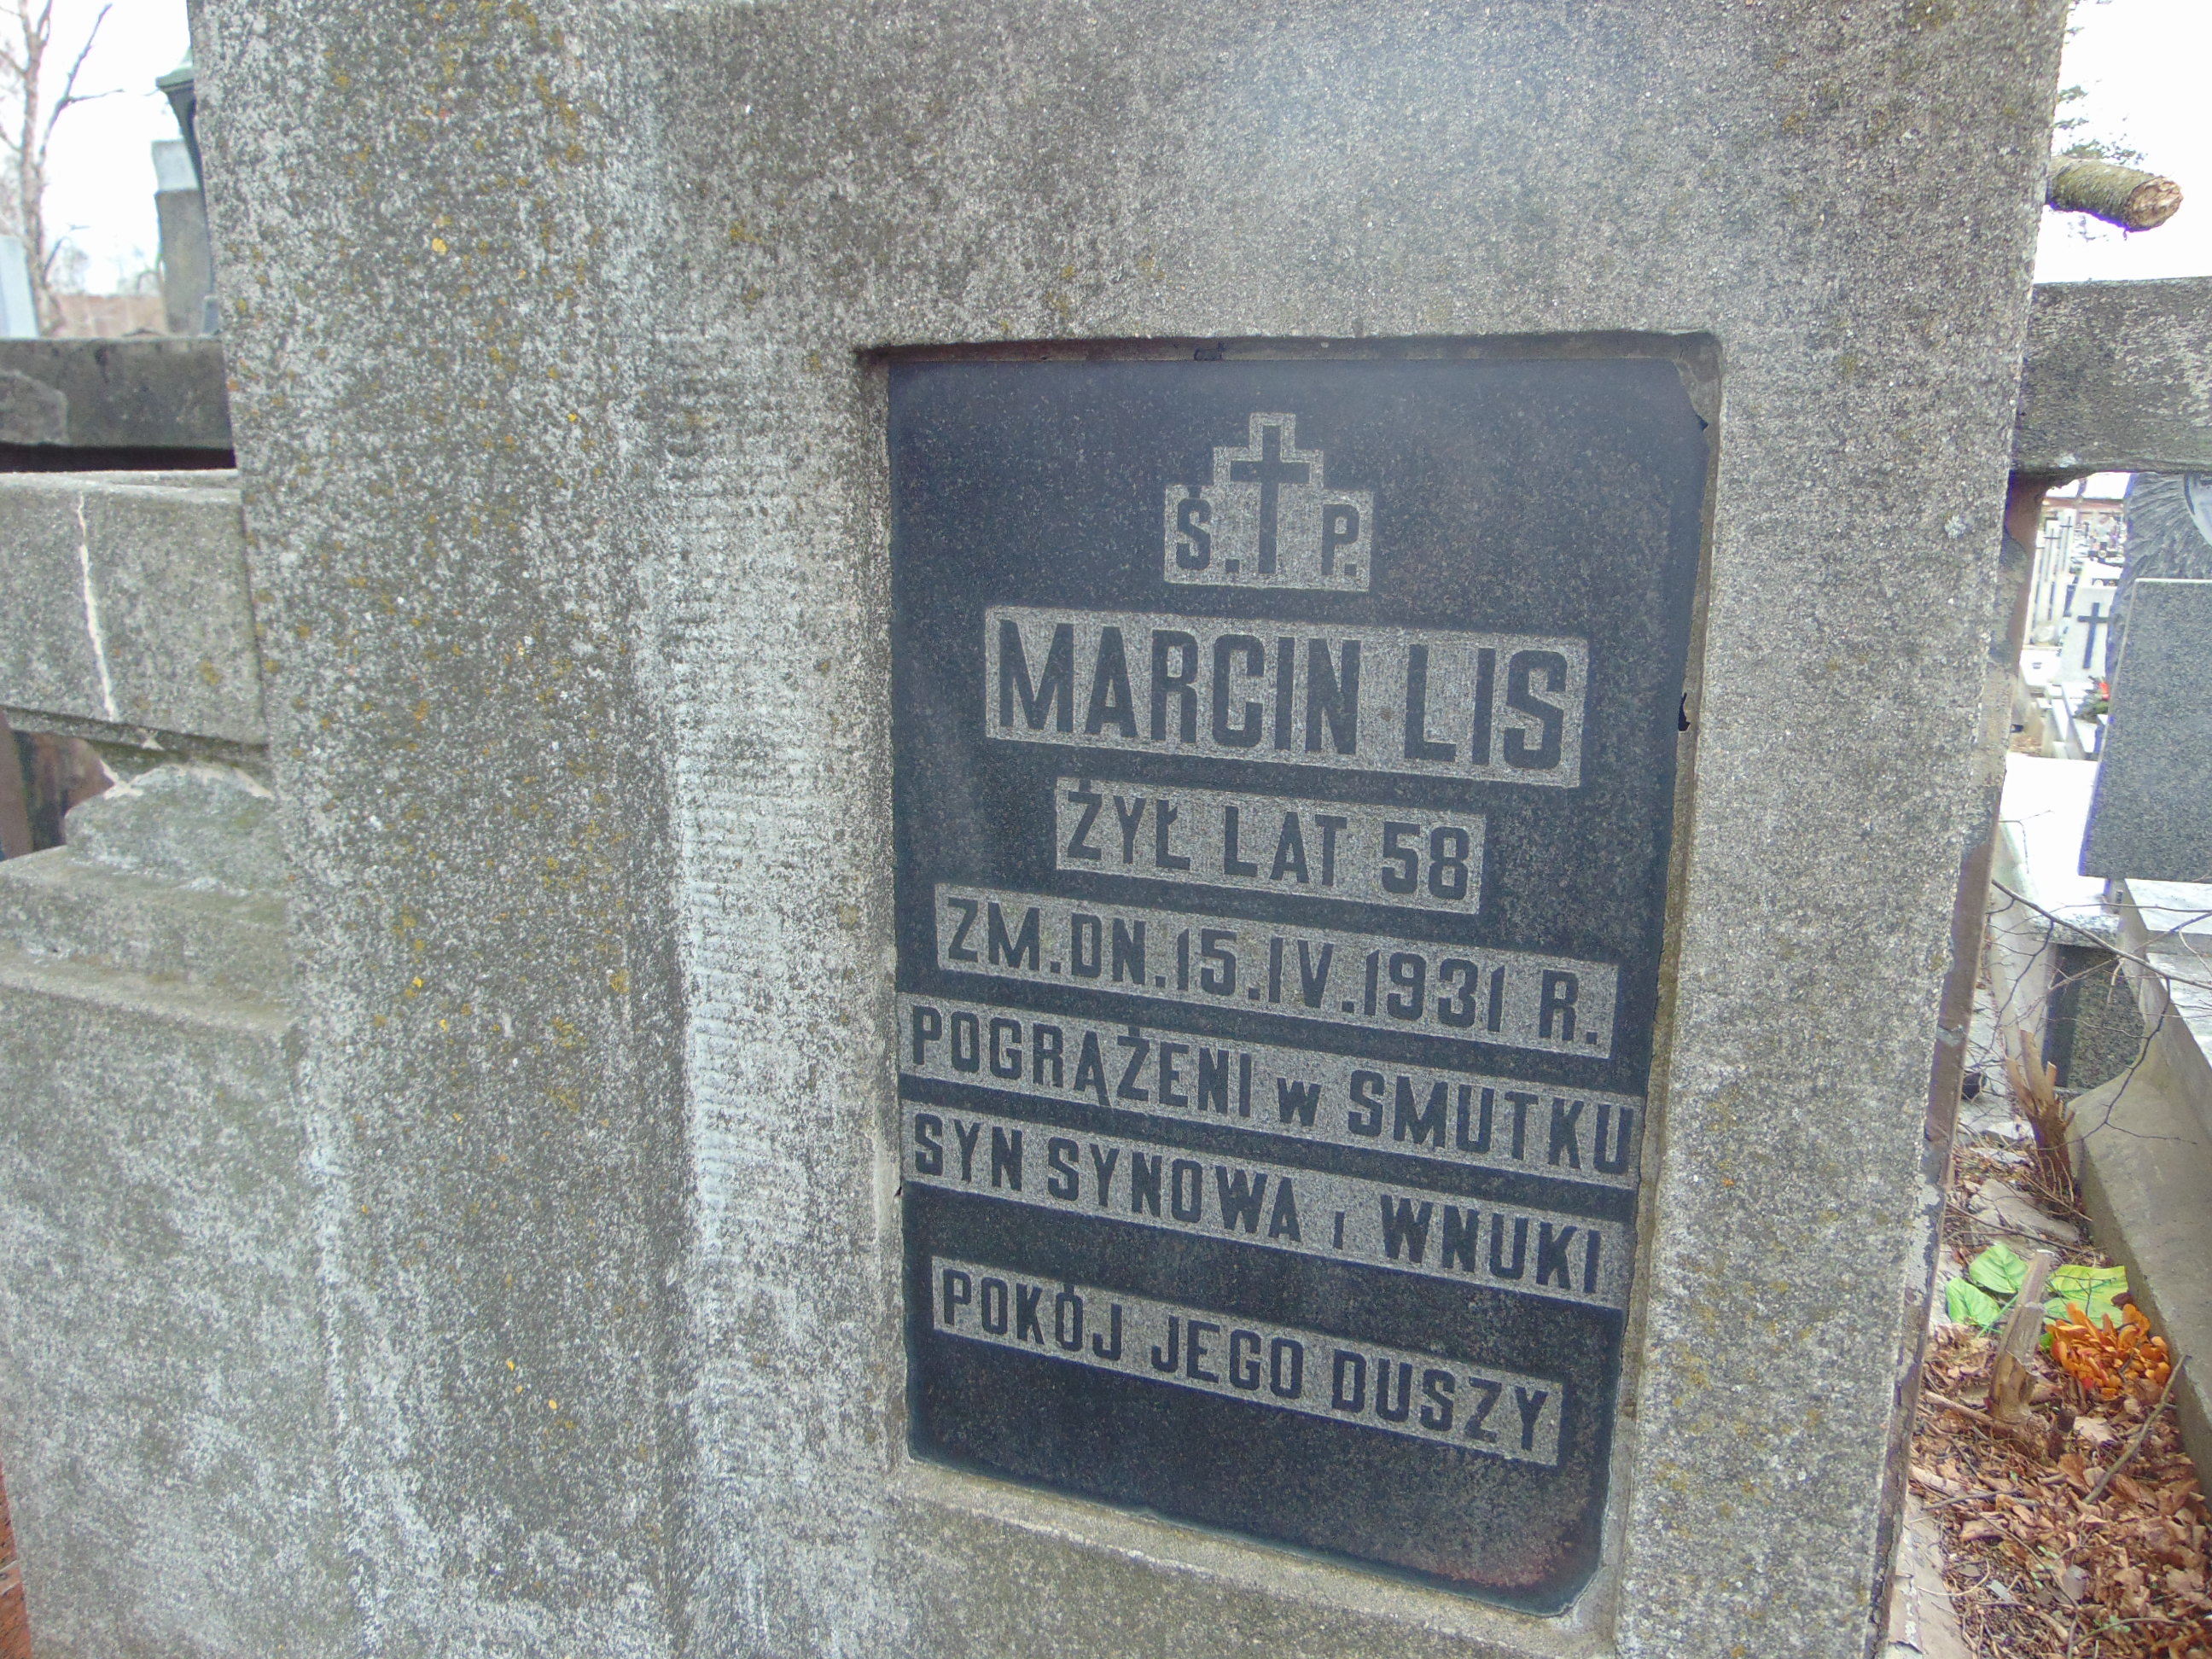 Ś. P.
MARCIN LIS
ŻYŁ LAT 58
ZM.DN.15.IV.1931 R.
POGRĄŻENI w SMUTKU
SYN SYNOWA i WNUKI
POKÓJ JEGO DUSZY